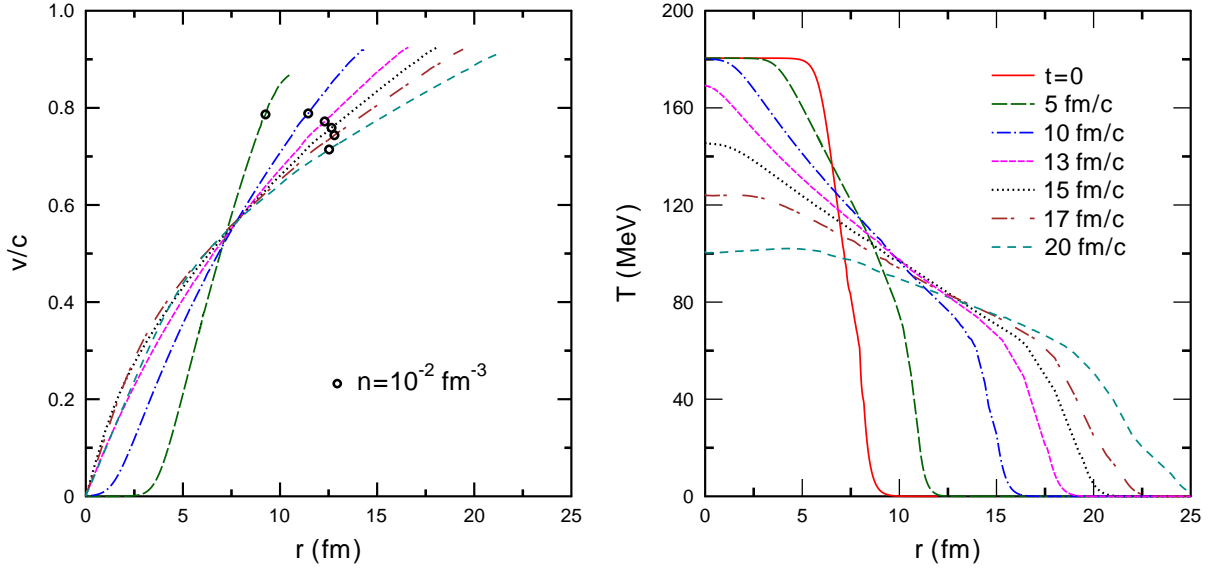 1.0
0.8
0.6
0.4
0.2
0
0 5 10 15 20 25
v/c
r (fm)
n=10⁻² fm⁻³
200
160
120
80
40
0
0 5 10 15 20 25
T (MeV)
r (fm)
t=0
5 fm/c
10 fm/c
13 fm/c
15 fm/c
17 fm/c
20 fm/c